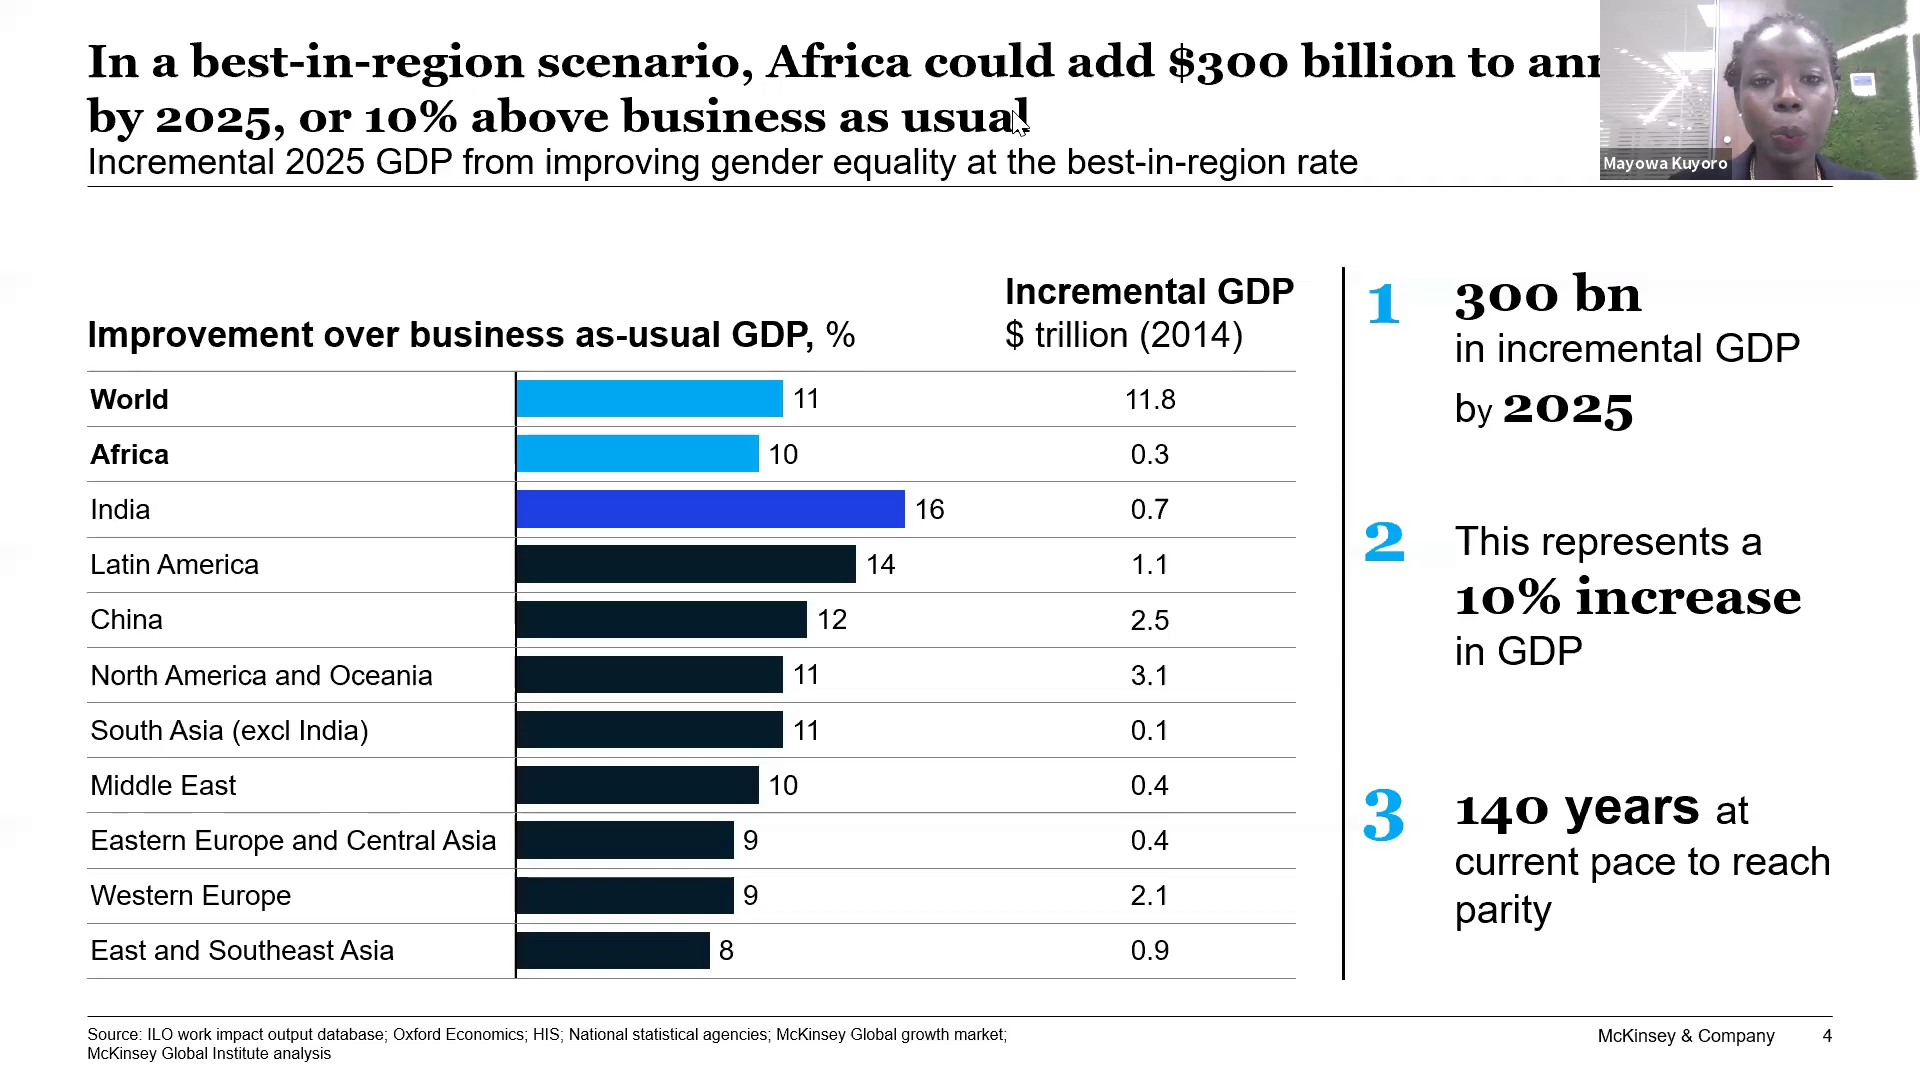 In a best-in-region scenario, Africa could add $300 billion to
by 2025, or 10% above business as usual
Incremental 2025 GDP from improving gender equality at the best-in-region rate
Mayowa Kuyoro
Improvement over business as-usual GDP, %
Incremental GDP
$ trillion (2014)
World 11 11.8
Africa 10 0.3
India 16 0.7
Latin America 14 1.1
China 12 2.5
North America and Oceania 11 3.1
South Asia (excl India) 11 0.1
Middle East 10 0.4
Eastern Europe and Central Asia 9 0.4
Western Europe 9 2.1
East and Southeast Asia 8 0.9
1 300 bn
in incremental GDP
by 2025
2 This represents a
10% increase
in GDP
3 140 years at
current pace to reach
parity
Source: ILO work impact output database; Oxford Economics; HIS; National statistical agencies; McKinsey Global growth market;
McKinsey Global Institute analysis
McKinsey & Company 4